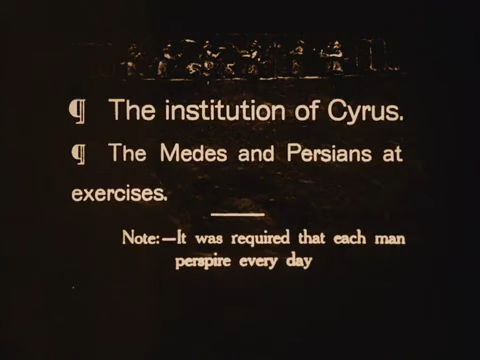 ¶ The institution of Cyrus.
¶ The Medes and Persians at
exercises.
Note:—It was required that each man
perspire every day